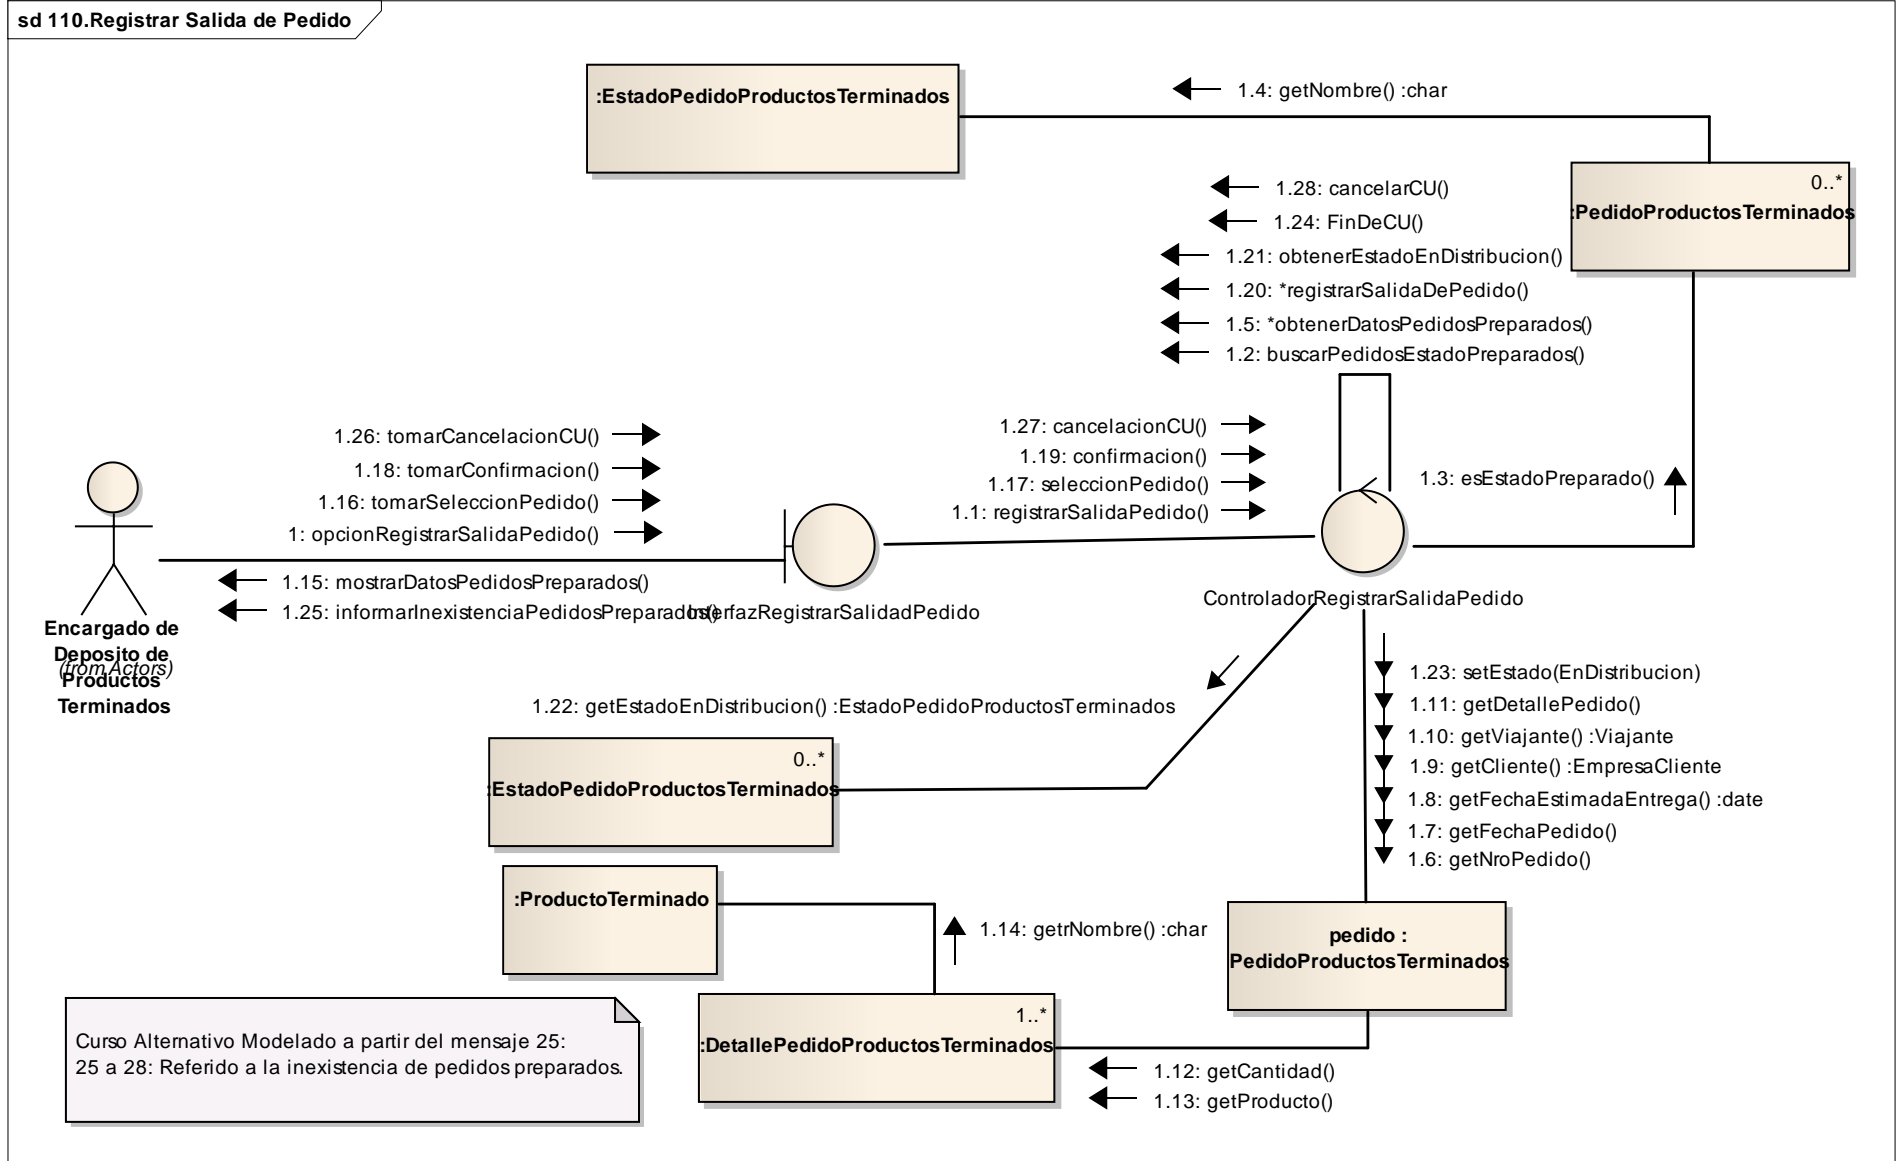 sd 110.Registrar Salida de Pedido
:EstadoPedidoProductosTerminados
1.4: getNombre() :char
0..*
:PedidoProductosTerminados
1.28: cancelarCU()
1.24: FinDeCU()
1.21: obtenerEstadoEnDistribucion()
1.20: *registrarSalidaDePedido()
1.5: *obtenerDatosPedidosPreparados()
1.2: buscarPedidosEstadoPreparados()
1.26: tomarCancelacionCU()
1.18: tomarConfirmacion()
1.16: tomarSeleccionPedido()
1: opcionRegistrarSalidaPedido()
1.27: cancelacionCU()
1.19: confirmacion()
1.17: seleccionPedido()
1.1: registrarSalidaPedido()
1.3: esEstadoPreparado()
1.15: mostrarDatosPedidosPreparados()
1.25: informarInexistenciaPedidosPreparados()
InterfazRegistrarSalidadPedido
ControladorRegistrarSalidaPedido
Encargado de
Deposito de
Productos
Terminados
(from Actors)
1.22: getEstadoEnDistribucion() :EstadoPedidoProductosTerminados
1.23: setEstado(EnDistribucion)
1.11: getDetallePedido()
1.10: getViajante() :Viajante
1.9: getCliente() :EmpresaCliente
1.8: getFechaEstimadaEntrega() :date
1.7: getFechaPedido()
1.6: getNroPedido()
0..*
:EstadoPedidoProductosTerminados
:ProductoTerminado
1.14: getrNombre() :char
pedido :
PedidoProductosTerminados
1..*
:DetallePedidoProductosTerminados
1.12: getCantidad()
1.13: getProducto()
Curso Alternativo Modelado a partir del mensaje 25:
25 a 28: Referido a la inexistencia de pedidos preparados.